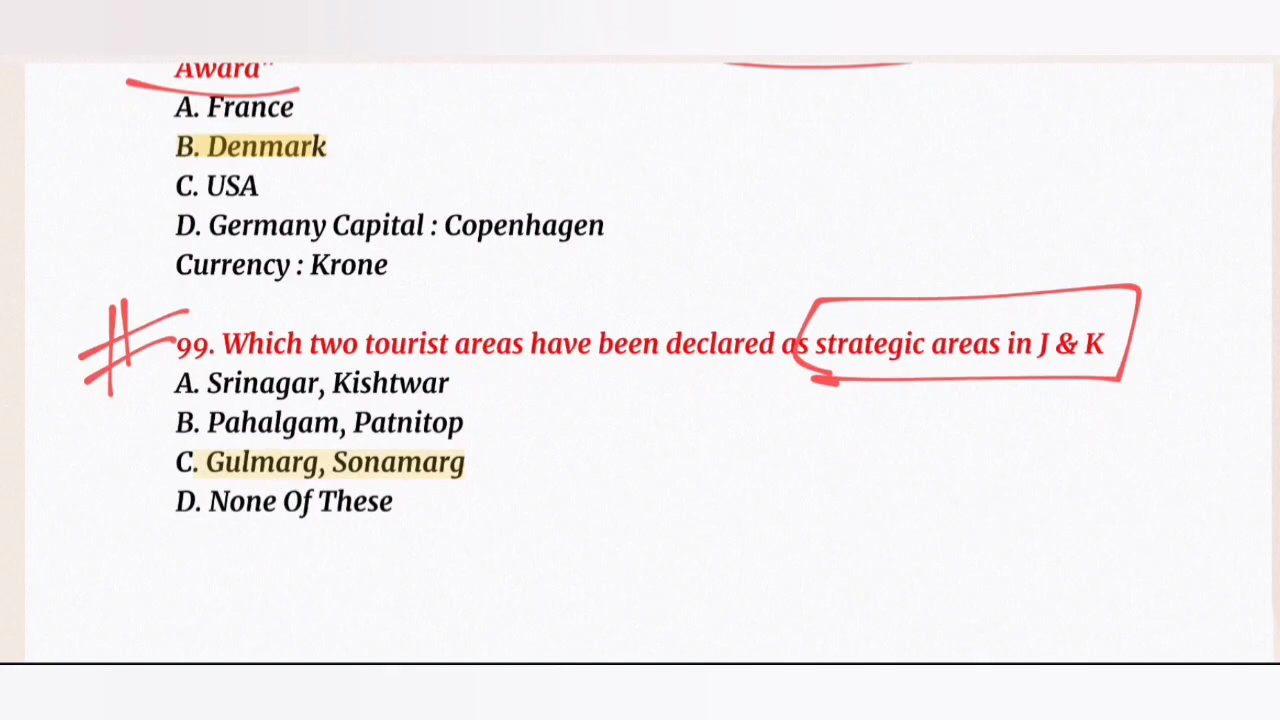 Award"
A. France
B. Denmark
C. USA
D. Germany Capital : Copenhagen
Currency : Krone
99. Which two tourist areas have been declared as strategic areas in J & K
A. Srinagar, Kishtwar
B. Pahalgam, Patnitop
C. Gulmarg, Sonamarg
D. None Of These